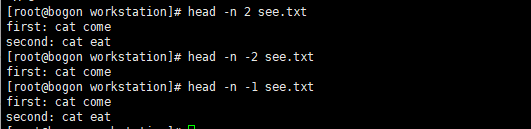 [root@bogon workstation]# head -n 2 see.txt
first: cat come
second: cat eat
[root@bogon workstation]# head -n -2 see.txt
first: cat come
[root@bogon workstation]# head -n -1 see.txt
first: cat come
second: cat eat
[root@bogon workstation]#